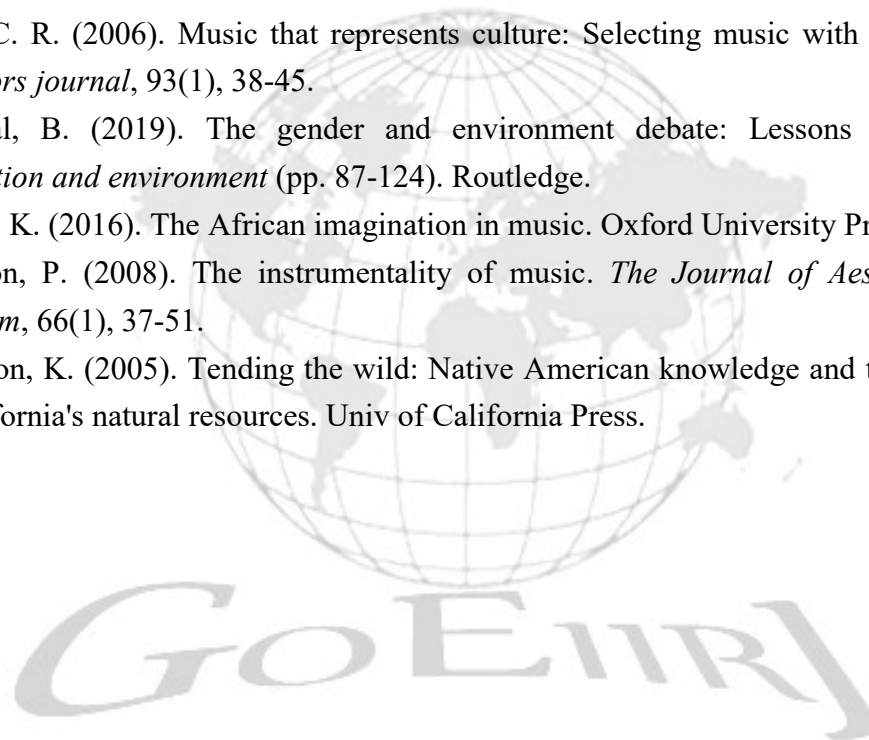 C. R. (2006). Music that represents culture: Selecting music with
ors journal, 93(1), 38-45.
al, B. (2019). The gender and environment debate: Lessons
tion and environment (pp. 87-124). Routledge.
K. (2016). The African imagination in music. Oxford University Pr
on, P. (2008). The instrumentality of music. The Journal of Aes
m, 66(1), 37-51.
on, K. (2005). Tending the wild: Native American knowledge and t
fornia's natural resources. Univ of California Press.
GOEIIRJ